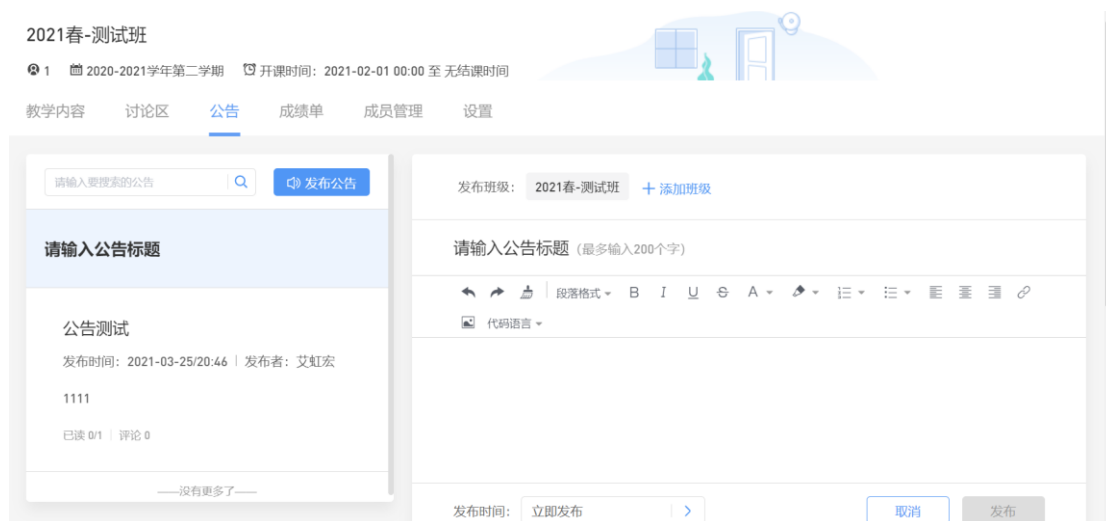 2021春-测试班
1 2020-2021学年第二学期 开课时间：2021-02-01 00:00 至 无结课时间
教学内容 讨论区 公告 成绩单 成员管理 设置
请输入要搜索的公告 发布公告
请输入公告标题
公告测试
发布时间：2021-03-25/20:46 发布者：艾虹宏
1111
已读 0/1 评论 0
——没有更多了——
发布班级： 2021春-测试班 添加班级
请输入公告标题（最多输入200个字）
段落格式 B I U S A
代码语言
发布时间： 立即发布 取消 发布